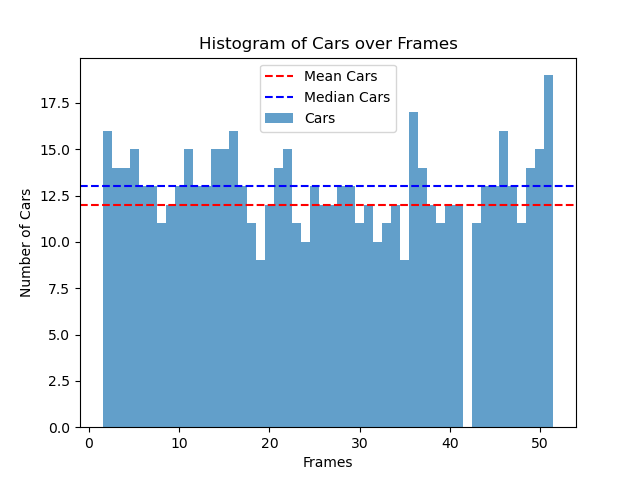 Histogram of Cars over Frames
Mean Cars
Median Cars
Cars
17.5
15.0
12.5
10.0
7.5
5.0
2.5
0.0
Number of Cars
0 10 20 30 40 50
Frames